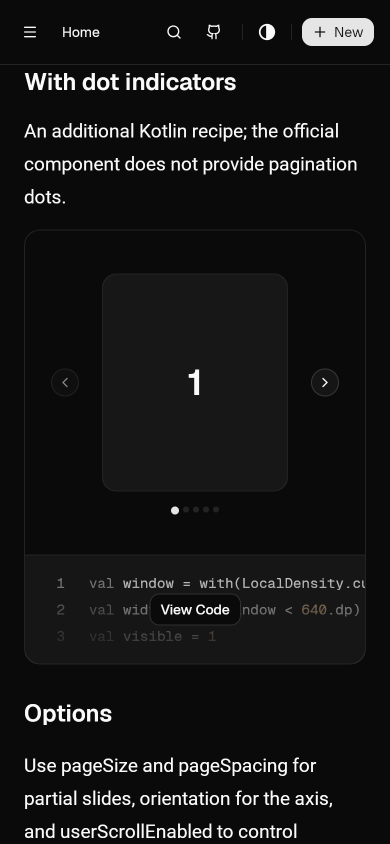 Home
New
With dot indicators
An additional Kotlin recipe; the official
component does not provide pagination
dots.
1
1 val window = with(LocalDensity.cu
2 val wid ndow < 640.dp)
View Code
3 val visible = 1
Options
Use pageSize and pageSpacing for
partial slides, orientation for the axis,
and userScrollEnabled to control